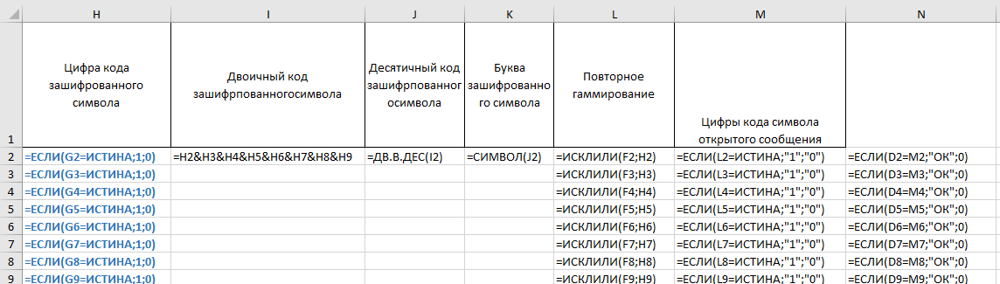 H I J K L M N
1 Цифра кода зашифрованного символа Двоичный код зашифрпованногосимвола Десятичный код зашифрпованног осимвола Буква зашифрованно го символа Повторное гаммирование Цифры кода символа открытого сообщения
2 =ЕСЛИ(G2=ИСТИНА;1;0) =H2&H3&H4&H5&H6&H7&H8&H9 =ДВ.В.ДЕС(I2) =СИМВОЛ(J2) =ИСКЛИЛИ(F2;H2) =ЕСЛИ(L2=ИСТИНА;"1";"0") =ЕСЛИ(D2=M2;"ОК";0)
3 =ЕСЛИ(G3=ИСТИНА;1;0) =ИСКЛИЛИ(F3;H3) =ЕСЛИ(L3=ИСТИНА;"1";"0") =ЕСЛИ(D3=M3;"ОК";0)
4 =ЕСЛИ(G4=ИСТИНА;1;0) =ИСКЛИЛИ(F4;H4) =ЕСЛИ(L4=ИСТИНА;"1";"0") =ЕСЛИ(D4=M4;"ОК";0)
5 =ЕСЛИ(G5=ИСТИНА;1;0) =ИСКЛИЛИ(F5;H5) =ЕСЛИ(L5=ИСТИНА;"1";"0") =ЕСЛИ(D5=M5;"ОК";0)
6 =ЕСЛИ(G6=ИСТИНА;1;0) =ИСКЛИЛИ(F6;H6) =ЕСЛИ(L6=ИСТИНА;"1";"0") =ЕСЛИ(D6=M6;"ОК";0)
7 =ЕСЛИ(G7=ИСТИНА;1;0) =ИСКЛИЛИ(F7;H7) =ЕСЛИ(L7=ИСТИНА;"1";"0") =ЕСЛИ(D7=M7;"ОК";0)
8 =ЕСЛИ(G8=ИСТИНА;1;0) =ИСКЛИЛИ(F8;H8) =ЕСЛИ(L8=ИСТИНА;"1";"0") =ЕСЛИ(D8=M8;"ОК";0)
9 =ЕСЛИ(G9=ИСТИНА;1;0) =ИСКЛИЛИ(F9;H9) =ЕСЛИ(L9=ИСТИНА;"1";"0") =ЕСЛИ(D9=M9;"ОК";0)